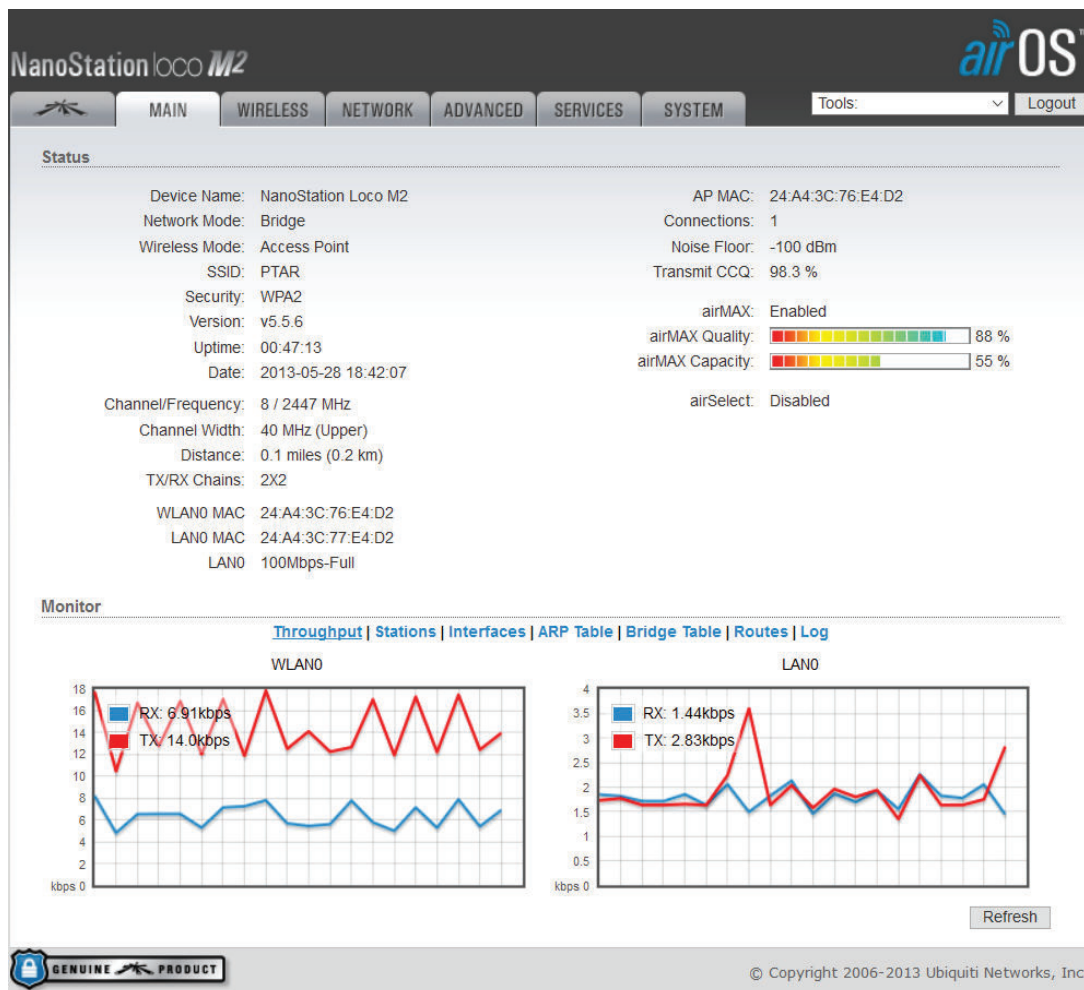 NanoStation loco M2
airOS™
MAIN WIRELESS NETWORK ADVANCED SERVICES SYSTEM Tools: Logout
Status
Device Name: NanoStation Loco M2
Network Mode: Bridge
Wireless Mode: Access Point
SSID: PTAR
Security: WPA2
Version: v5.5.6
Uptime: 00:47:13
Date: 2013-05-28 18:42:07
Channel/Frequency: 8 / 2447 MHz
Channel Width: 40 MHz (Upper)
Distance: 0.1 miles (0.2 km)
TX/RX Chains: 2X2
WLAN0 MAC 24:A4:3C:76:E4:D2
LAN0 MAC 24:A4:3C:77:E4:D2
LAN0 100Mbps-Full
AP MAC: 24:A4:3C:76:E4:D2
Connections: 1
Noise Floor: -100 dBm
Transmit CCQ: 98.3 %
airMAX: Enabled
airMAX Quality: 88 %
airMAX Capacity: 55 %
airSelect: Disabled
Monitor
Throughput | Stations | Interfaces | ARP Table | Bridge Table | Routes | Log
WLAN0
18
16
14
12
10
8
6
4
2
kbps 0
RX: 6.91kbps
TX: 14.0kbps
LAN0
4
3.5
3
2.5
2
1.5
1
0.5
kbps 0
RX: 1.44kbps
TX: 2.83kbps
Refresh
GENUINE PRODUCT
© Copyright 2006-2013 Ubiquiti Networks, Inc